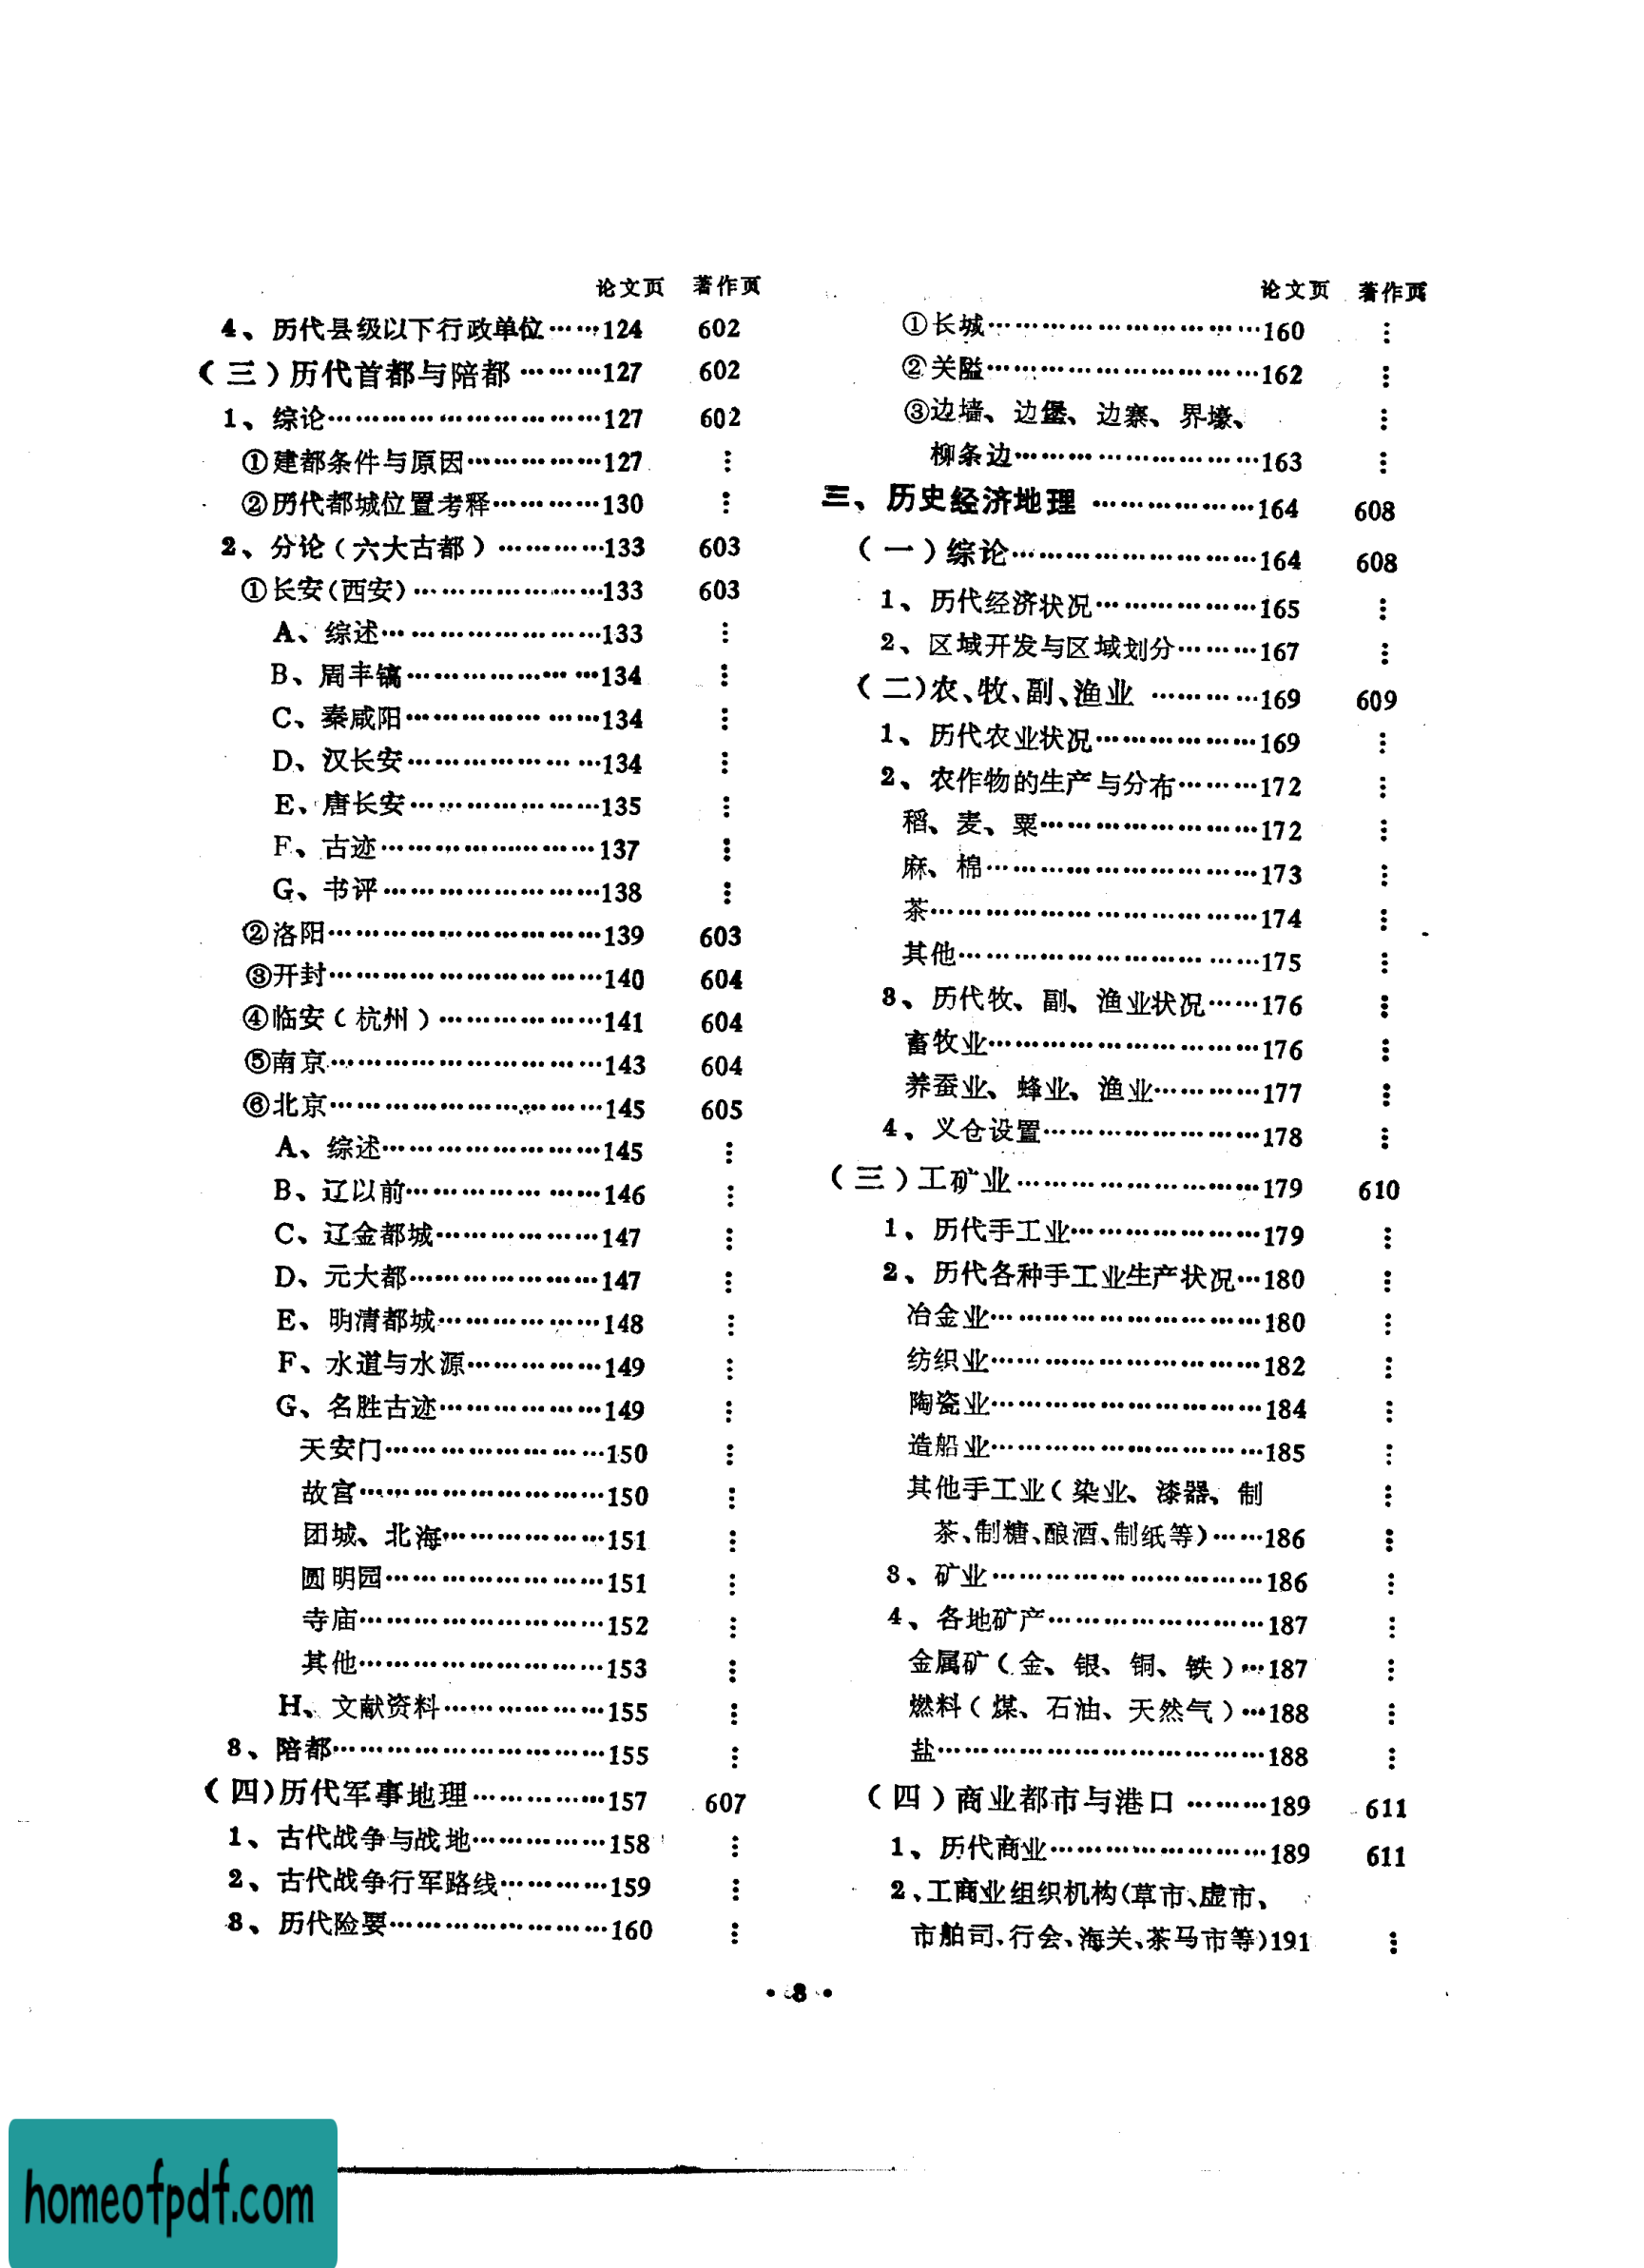 论文页 著作页
4、历代县级以下行政单位……124 602
(三)历代首都与陪都………127 602
1、综论…………………………127 602
①建都条件与原因……………127 ⋮
②历代都城位置考释…………130 ⋮
2、分论(六大古都)…………133 603
①长安(西安)…………………133 603
A、综述……………………133 ⋮
B、周丰镐…………………134 ⋮
C、秦咸阳…………………134 ⋮
D、汉长安…………………134 ⋮
E、唐长安…………………135 ⋮
F、古迹……………………137 ⋮
G、书评……………………138 ⋮
②洛阳…………………………139 603
③开封…………………………140 604
④临安(杭州)………………141 604
⑤南京…………………………143 604
⑥北京…………………………145 605
A、综述……………………145 ⋮
B、辽以前…………………146 ⋮
C、辽金都城………………147 ⋮
D、元大都…………………147 ⋮
E、明清都城………………148 ⋮
F、水道与水源……………149 ⋮
G、名胜古迹………………149 ⋮
天安门……………………150 ⋮
故宫………………………150 ⋮
团城、北海………………151 ⋮
圆明园……………………151 ⋮
寺庙………………………152 ⋮
其他………………………153 ⋮
H、文献资料………………155 ⋮
3、陪都…………………………155 ⋮
(四)历代军事地理……………157 607
1、古代战争与战地……………158 ⋮
2、古代战争行军路线…………159 ⋮
3、历代险要……………………160 ⋮
论文页 著作页
①长城…………………………160 ⋮
②关隘…………………………162 ⋮
③边墙、边堡、边寨、界壕、 ⋮
柳条边………………………163 ⋮
三、历史经济地理………………164 608
(一)综论………………………164 608
1、历代经济状况………………165 ⋮
2、区域开发与区域划分………167 ⋮
(二)农、牧、副、渔业…………169 609
1、历代农业状况………………169 ⋮
2、农作物的生产与分布………172 ⋮
稻、麦、粟……………………172 ⋮
麻、棉…………………………173 ⋮
茶………………………………174 ⋮
其他……………………………175 ⋮
3、历代牧、副、渔业状况……176 ⋮
畜牧业…………………………176 ⋮
养蚕业、蜂业、渔业…………177 ⋮
4、义仓设置……………………178 ⋮
(三)工矿业……………………179 610
1、历代手工业…………………179 ⋮
2、历代各种手工业生产状况…180 ⋮
冶金业…………………………180 ⋮
纺织业…………………………182 ⋮
陶瓷业…………………………184 ⋮
造船业…………………………185 ⋮
其他手工业(染业、漆器、制 ⋮
茶、制糖、酿酒、制纸等)……186 ⋮
3、矿业…………………………186 ⋮
4、各地矿产……………………187 ⋮
金属矿(金、银、铜、铁)…187 ⋮
燃料(煤、石油、天然气)…188 ⋮
盐………………………………188 ⋮
(四)商业都市与港口………189 611
1、历代商业……………………189 611
2、工商业组织机构(草市、虚市、
市舶司、行会、海关、茶马市等)191 ⋮
• 8 •
homeofpdf.com